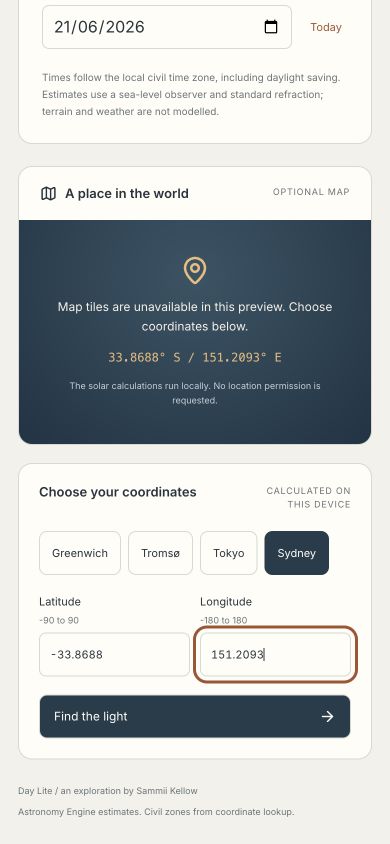 21/06/2026
Today
Times follow the local civil time zone, including daylight saving.
Estimates use a sea-level observer and standard refraction;
terrain and weather are not modelled.
A place in the world
OPTIONAL MAP
Map tiles are unavailable in this preview. Choose
coordinates below.
33.8688° S / 151.2093° E
The solar calculations run locally. No location permission is
requested.
Choose your coordinates
CALCULATED ON
THIS DEVICE
Greenwich
Tromsø
Tokyo
Sydney
Latitude
-90 to 90
-33.8688
Longitude
-180 to 180
151.2093
Find the light
Day Lite / an exploration by Sammii Kellow
Astronomy Engine estimates. Civil zones from coordinate lookup.